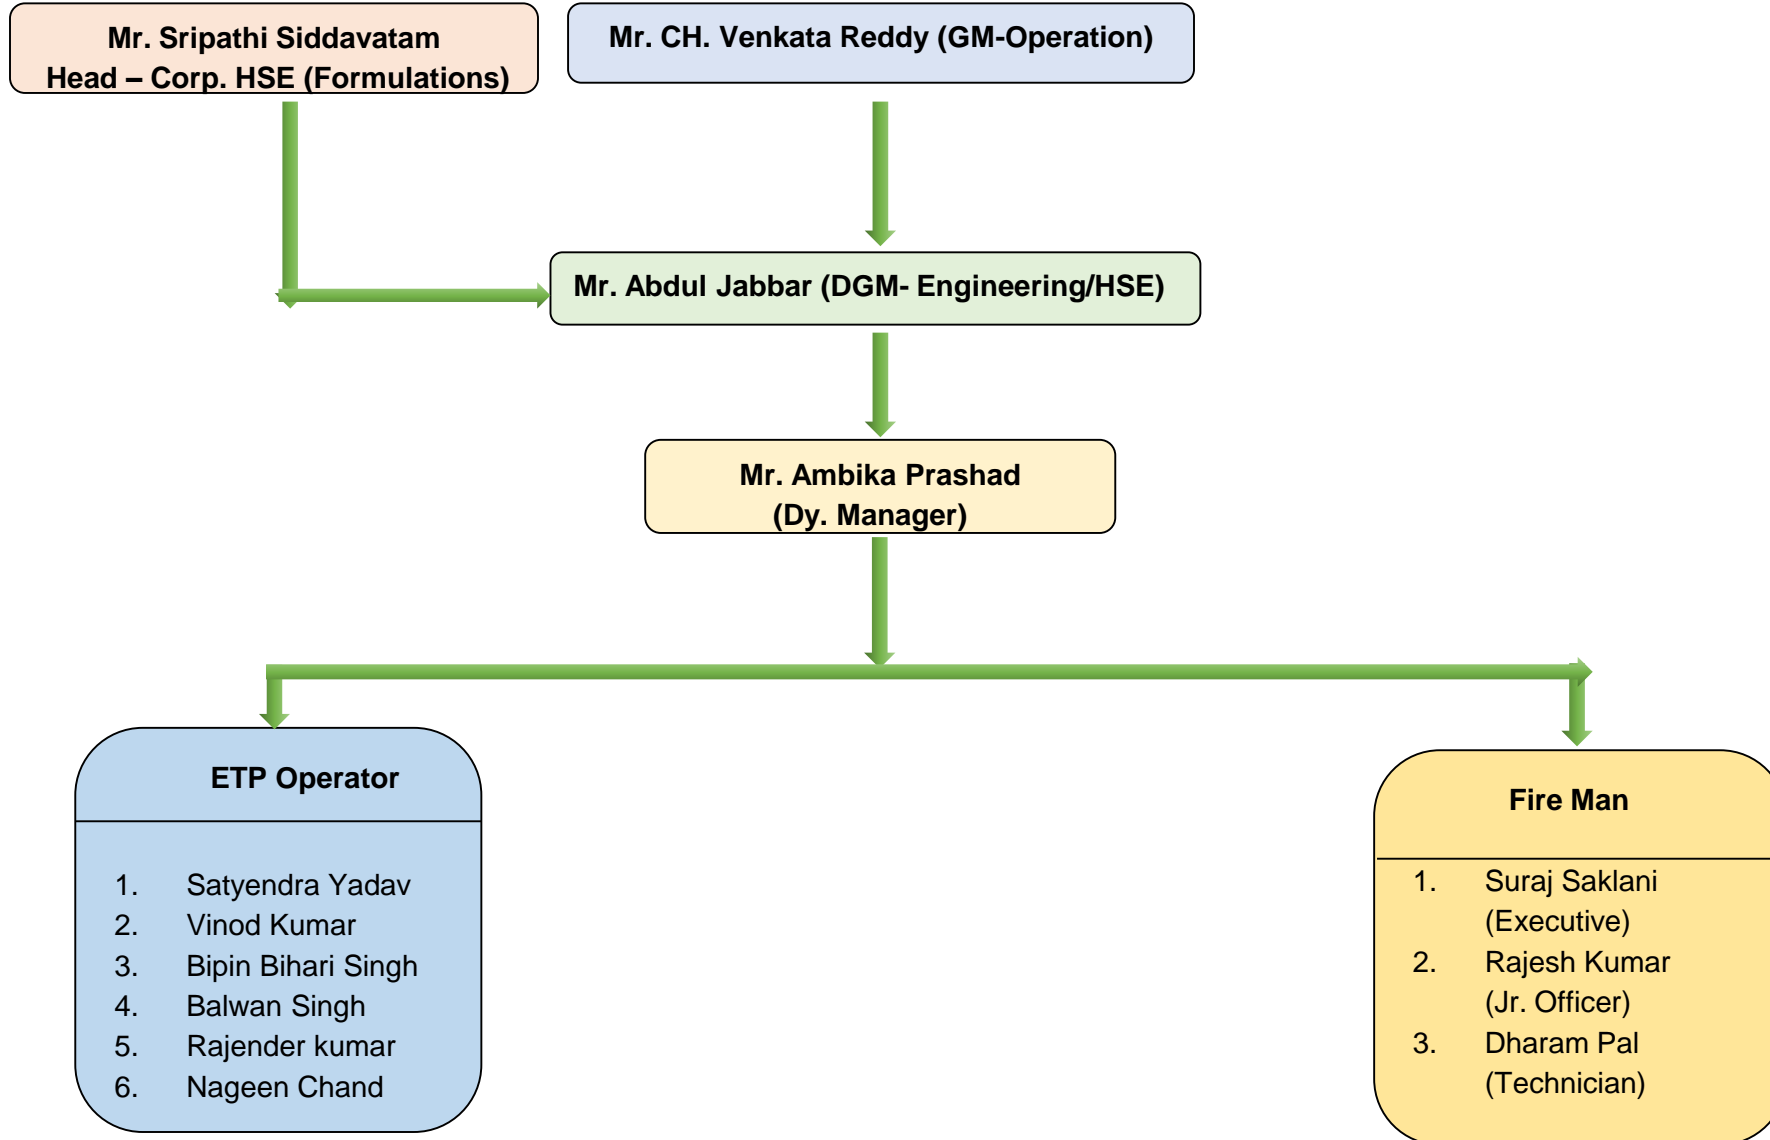 Mr. Sripathi Siddavatam
Head – Corp. HSE (Formulations)
Mr. CH. Venkata Reddy (GM-Operation)
Mr. Abdul Jabbar (DGM- Engineering/HSE)
Mr. Ambika Prashad
(Dy. Manager)
ETP Operator
1. Satyendra Yadav
2. Vinod Kumar
3. Bipin Bihari Singh
4. Balwan Singh
5. Rajender kumar
6. Nageen Chand
Fire Man
1. Suraj Saklani
(Executive)
2. Rajesh Kumar
(Jr. Officer)
3. Dharam Pal
(Technician)